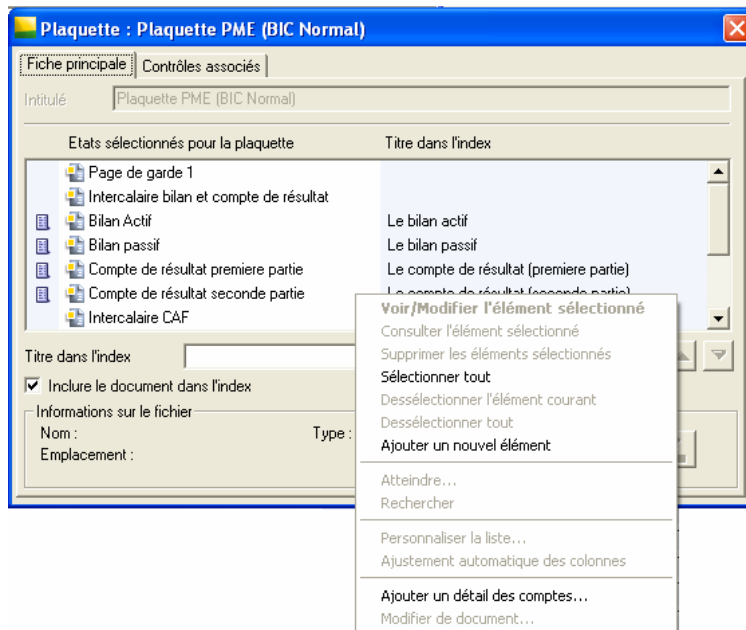 Plaquette : Plaquette PME (BIC Normal)
Fiche principale Contrôles associés
Intitulé Plaquette PME (BIC Normal)
Etats sélectionnés pour la plaquette Titre dans l'index
Page de garde 1
Intercalaire bilan et compte de résultat
Bilan Actif Le bilan actif
Bilan passif Le bilan passif
Compte de résultat premiere partie Le compte de résultat (premiere partie)
Compte de résultat seconde partie Le compte de résultat (seconde partie)
Intercalaire CAF
Titre dans l'index
Inclure le document dans l'index
Informations sur le fichier
Nom : Type :
Emplacement :
Voir/Modifier l'élément sélectionné
Consulter l'élément sélectionné
Supprimer les éléments sélectionnés
Sélectionner tout
Dessélectionner l'élément courant
Dessélectionner tout
Ajouter un nouvel élément
Atteindre...
Rechercher
Personnaliser la liste...
Ajustement automatique des colonnes
Ajouter un détail des comptes...
Modifier de document...